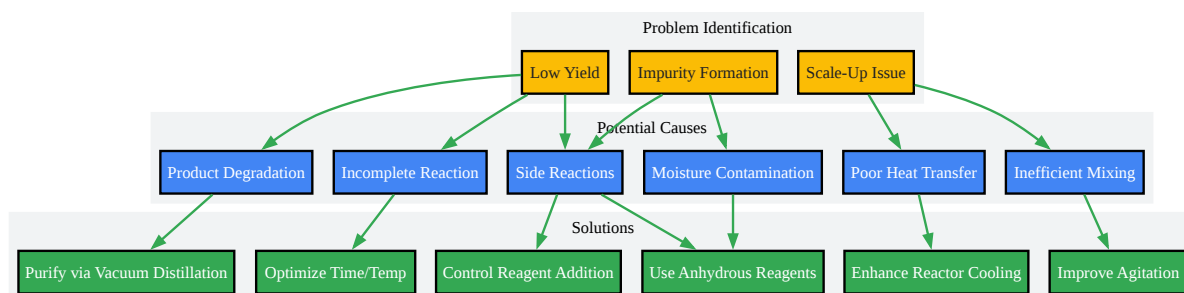 Problem Identification
Low Yield
Impurity Formation
Scale-Up Issue
Potential Causes
Product Degradation
Incomplete Reaction
Side Reactions
Moisture Contamination
Poor Heat Transfer
Inefficient Mixing
Solutions
Purify via Vacuum Distillation
Optimize Time/Temp
Control Reagent Addition
Use Anhydrous Reagents
Enhance Reactor Cooling
Improve Agitation